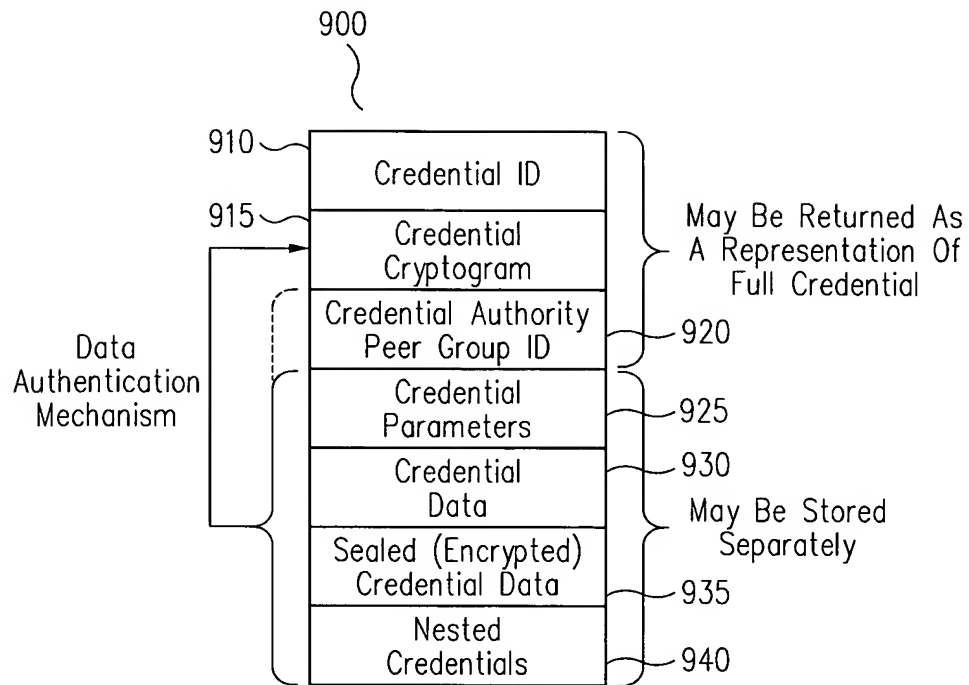 900
910
Credential ID
915
Credential
Cryptogram
Credential Authority
Peer Group ID
920
May Be Returned As
A Representation Of
Full Credential
Data
Authentication
Mechanism
Credential
Parameters
925
Credential
Data
930
Sealed (Encrypted)
Credential Data
935
Nested
Credentials
940
May Be Stored
Separately